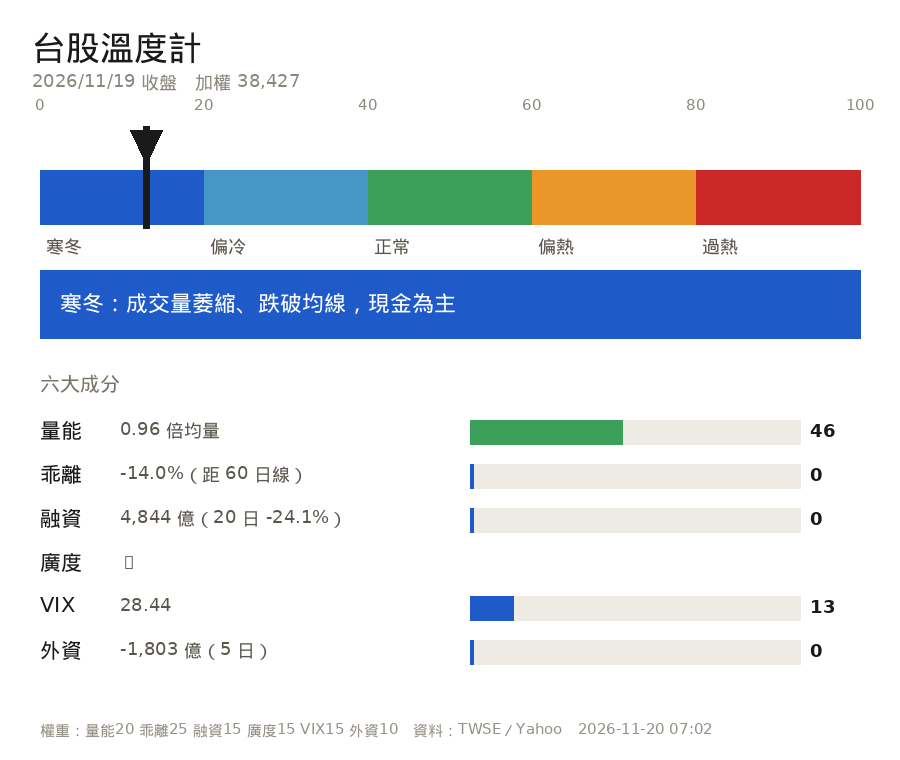 台股溫度計
2026/11/19 收盤 加權 38,427
0 20 40 60 80 100
寒冬 偏冷 正常 偏熱 過熱
寒冬：成交量萎縮、跌破均線，現金為主
六大成分
量能 0.96 倍均量 46
乖離 -14.0%（距 60 日線） 0
融資 4,844 億（20 日 -24.1%） 0
廣度
VIX 28.44 13
外資 -1,803 億（5 日） 0
權重：量能20 乖離25 融資15 廣度15 VIX15 外資10 資料：TWSE／Yahoo 2026-11-20 07:02